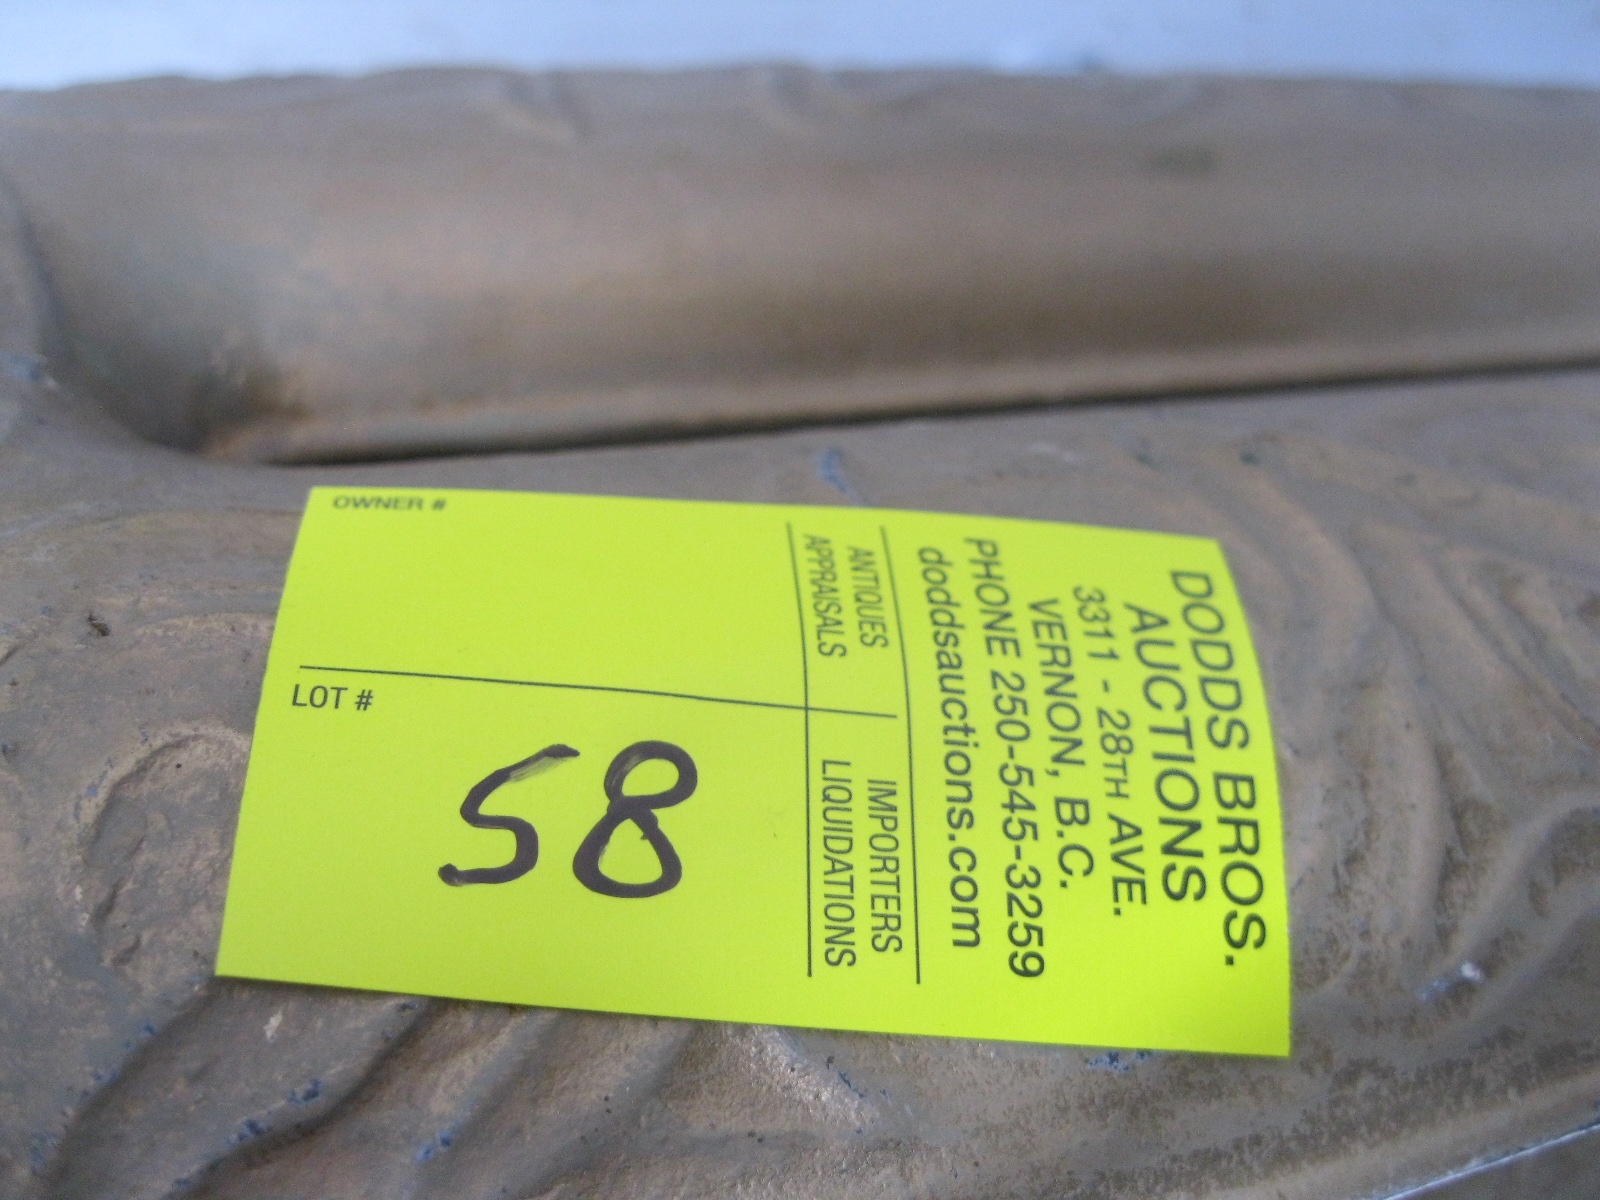 DODDS BROS.
AUCTIONS
3311 - 28TH AVE.
VERNON, B.C.
PHONE 250-545-3259
doddsauctions.com
ANTIQUES
APPRAISALS
IMPORTERS
LIQUIDATIONS
OWNER #
LOT #
58